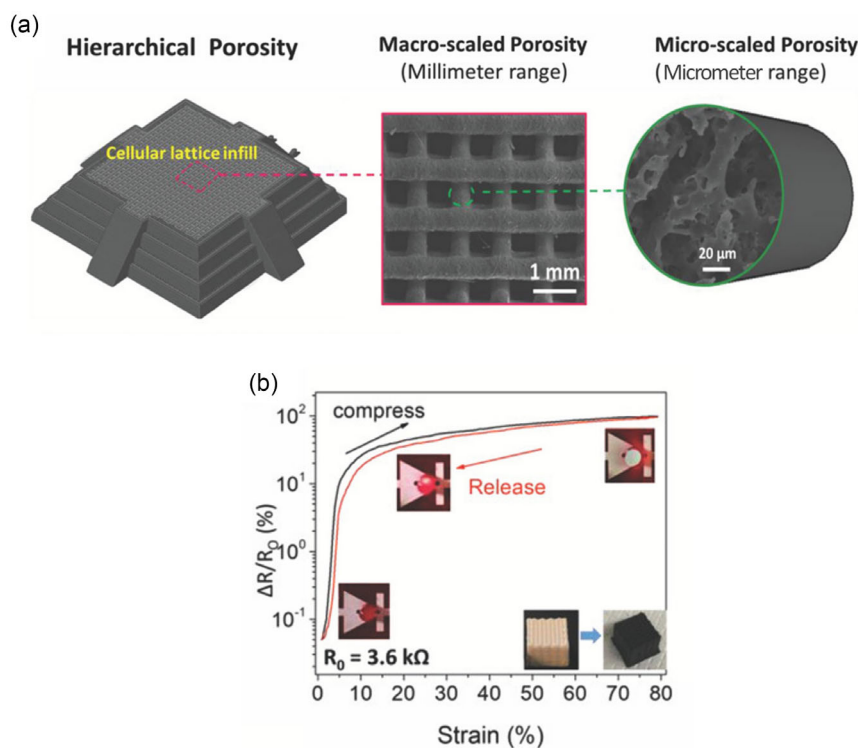 (a)
Hierarchical Porosity
Macro-scaled Porosity
(Millimeter range)
Micro-scaled Porosity
(Micrometer range)
Cellular lattice infill
1 mm
20 μm
(b)
ΔR/R₀ (%)
10²
10¹
10⁰
10⁻¹
compress
Release
R₀ = 3.6 kΩ
0 10 20 30 40 50 60 70 80
Strain (%)